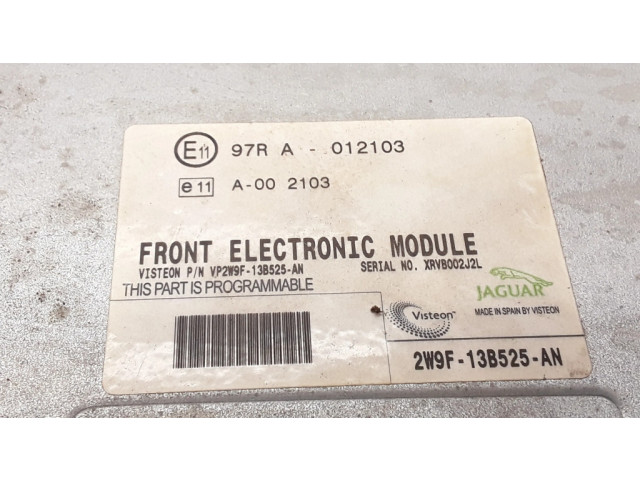 E11 97R A - 012103
e11 A-00 2103
FRONT ELECTRONIC MODULE
VISTEON P/N VP2W9F-13B525-AN SERIAL NO. XRVB002J2L
THIS PART IS PROGRAMMABLE
Visteon
JAGUAR
MADE IN SPAIN BY VISTEON
2W9F-13B525-AN